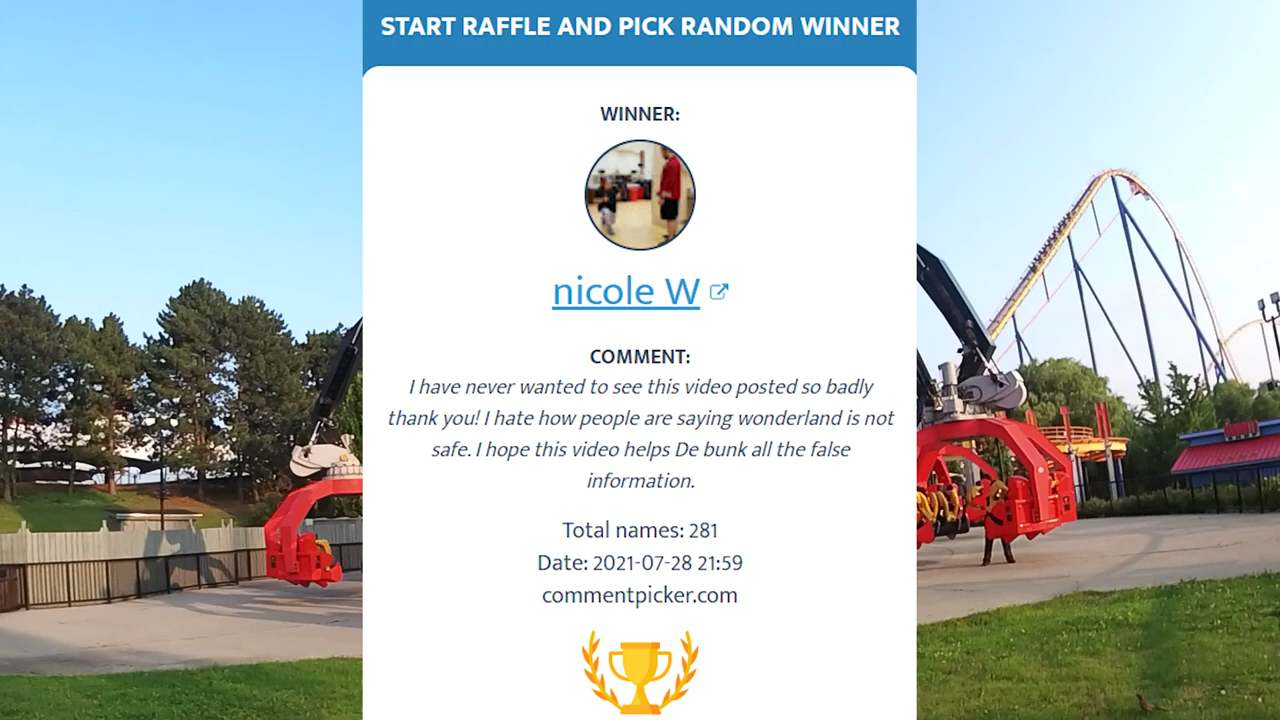 START RAFFLE AND PICK RANDOM WINNER
WINNER:
nicole W
COMMENT:
I have never wanted to see this video posted so badly
thank you! I hate how people are saying wonderland is not
safe. I hope this video helps De bunk all the false
information.
Total names: 281
Date: 2021-07-28 21:59
commentpicker.com